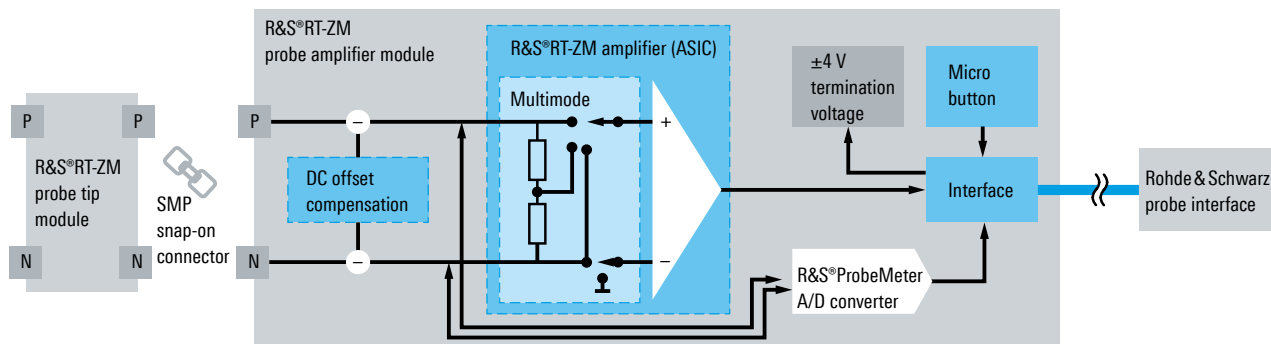 R&S®RT-ZM
probe amplifier module
R&S®RT-ZM amplifier (ASIC)
Multimode
±4 V
termination
voltage
Micro
button
P
P
P
R&S®RT-ZM
probe tip
module
SMP
snap-on
connector
N
N
N
−
−
DC offset
compensation
+
−
Interface
Rohde & Schwarz
probe interface
R&S®ProbeMeter
A/D converter